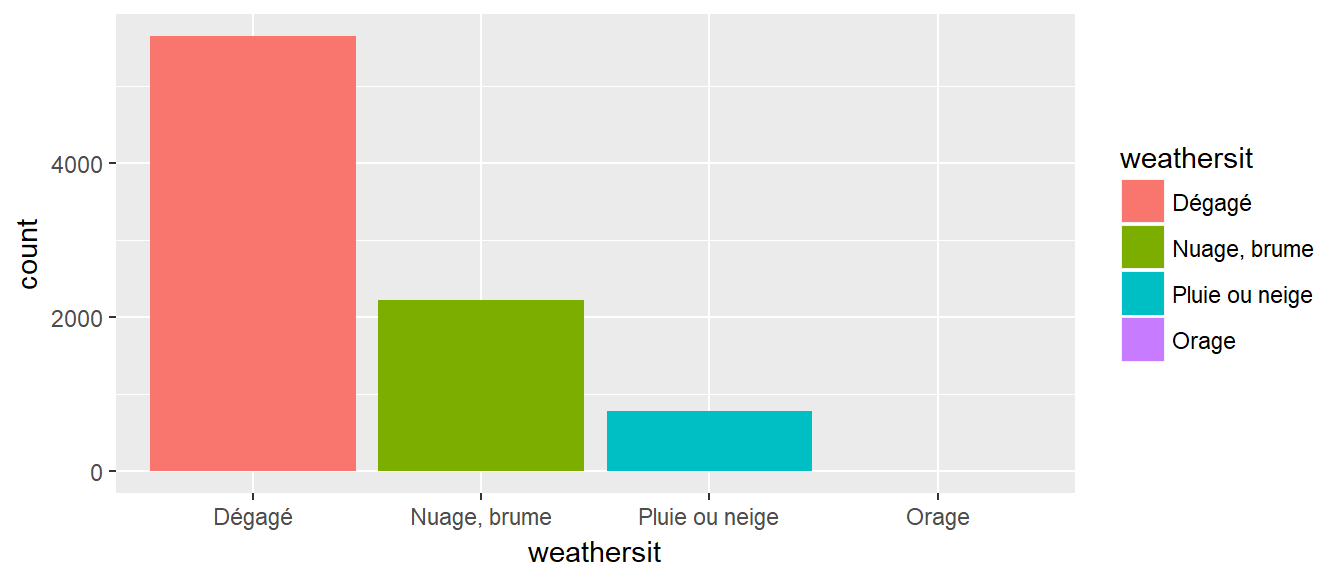 count
4000
2000
0
Dégagé
Nuage, brume
Pluie ou neige
Orage
weathersit
weathersit
Dégagé
Nuage, brume
Pluie ou neige
Orage